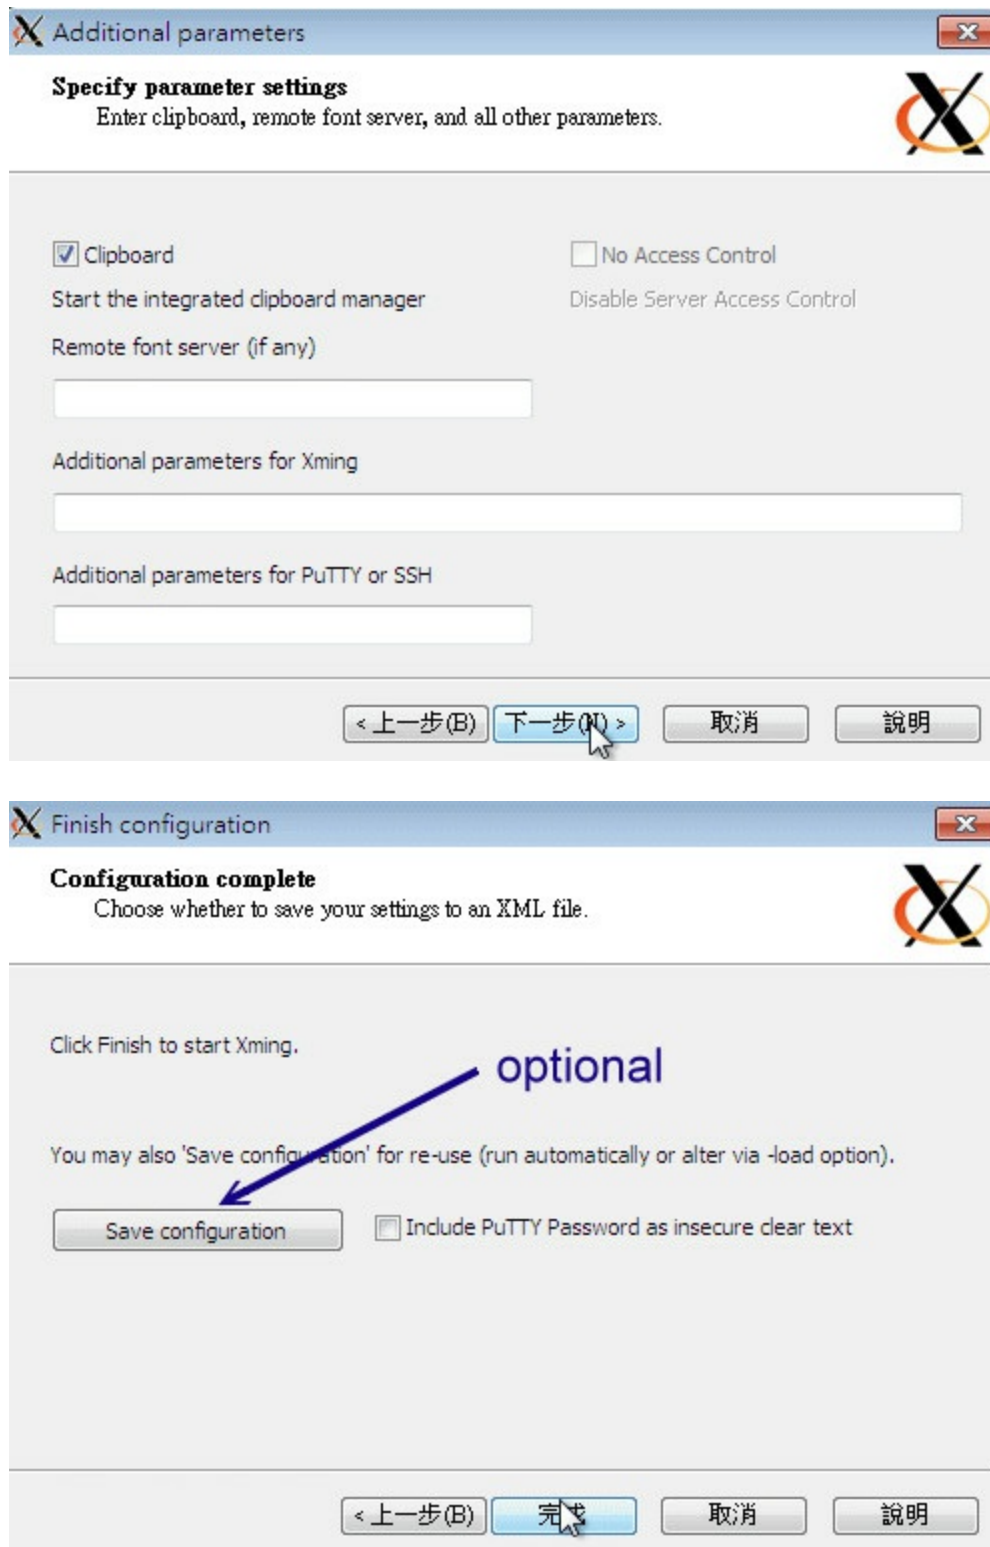 Additional parameters
Specify parameter settings
Enter clipboard, remote font server, and all other parameters.
Clipboard
No Access Control
Start the integrated clipboard manager
Disable Server Access Control
Remote font server (if any)
Additional parameters for Xming
Additional parameters for PuTTY or SSH
<上一步(B) 下一步(N) > 取消 說明
Finish configuration
Configuration complete
Choose whether to save your settings to an XML file.
Click Finish to start Xming.
optional
You may also 'Save configuration' for re-use (run automatically or alter via -load option).
Save configuration
Include PuTTY Password as insecure clear text
<上一步(B) 完成 取消 說明